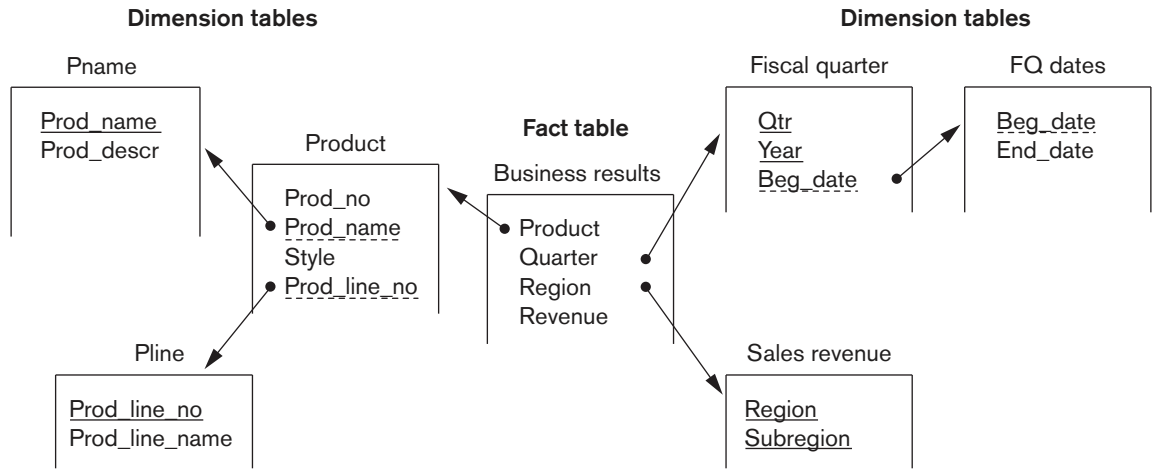 Dimension tables
Dimension tables
Pname
Prod_name
Prod_descr
Product
Prod_no
Prod_name
Style
Prod_line_no
Pline
Prod_line_no
Prod_line_name
Fact table
Business results
Product
Quarter
Region
Revenue
Fiscal quarter
Qtr
Year
Beg_date
FQ dates
Beg_date
End_date
Sales revenue
Region
Subregion